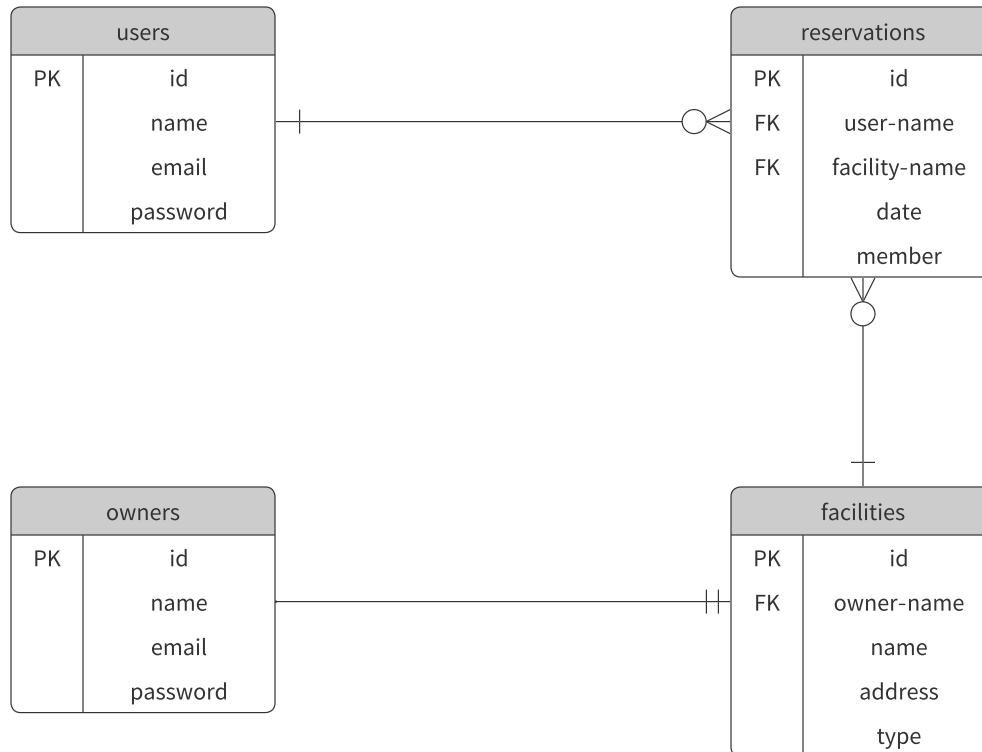 users
PK id
name
email
password
reservations
PK id
FK user-name
FK facility-name
date
member
owners
PK id
name
email
password
facilities
PK id
FK owner-name
name
address
type